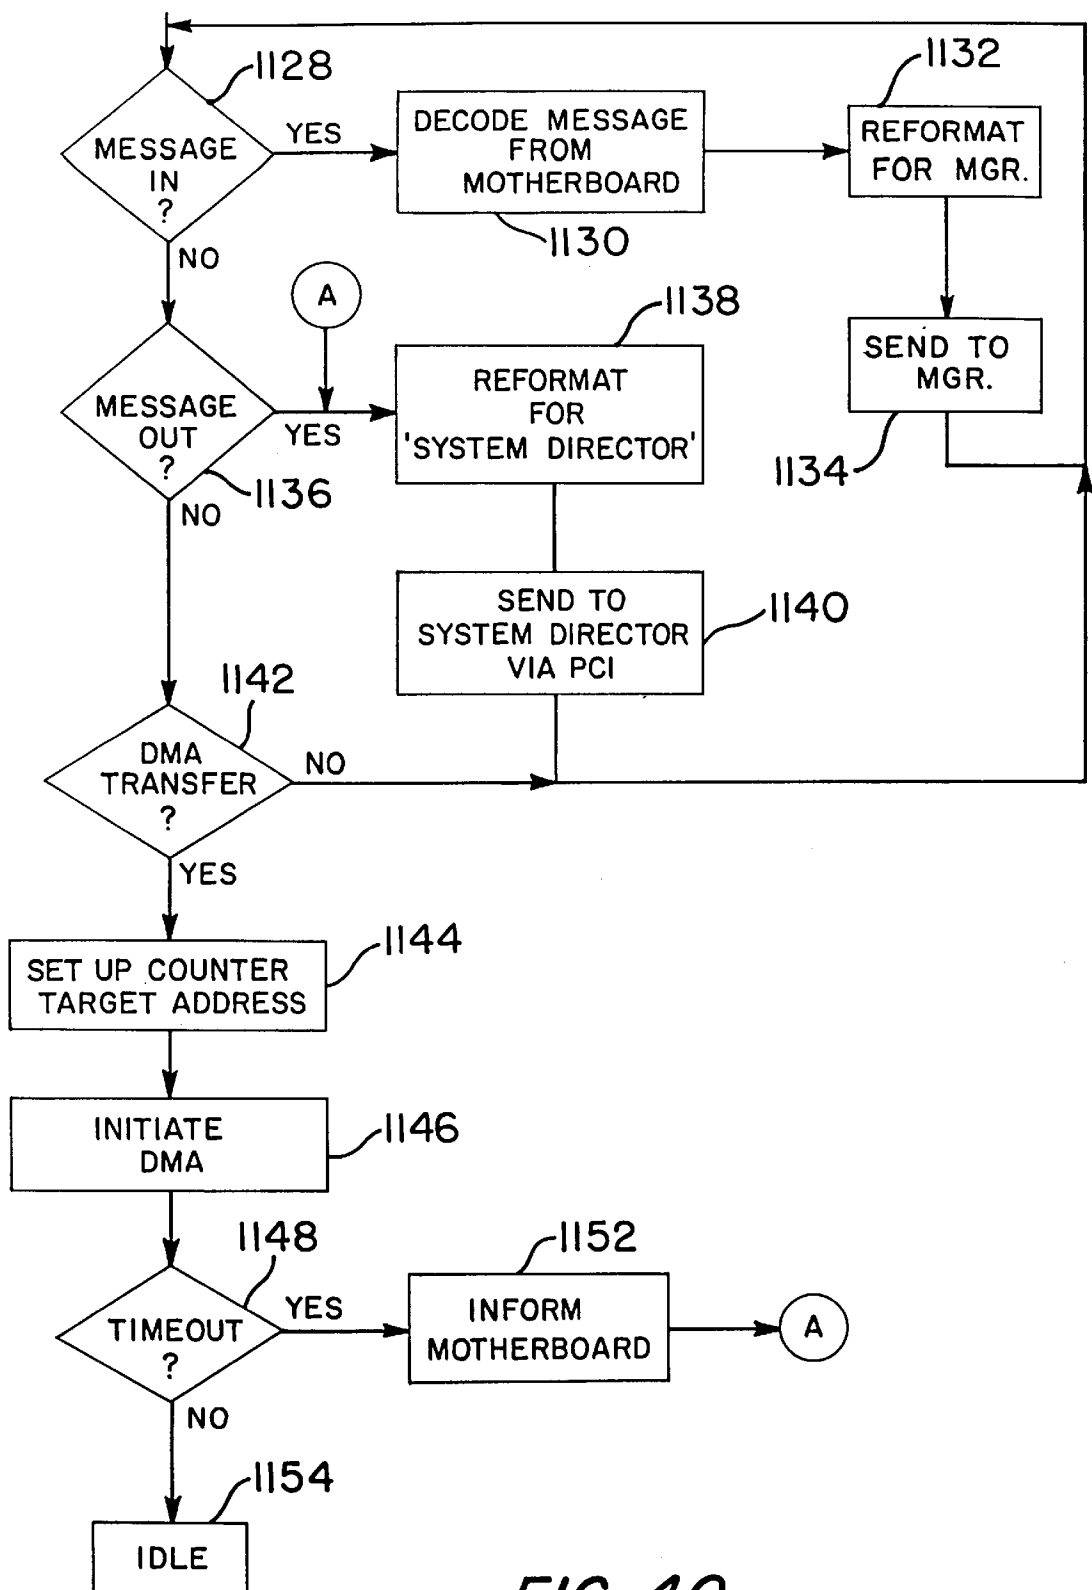 1128
MESSAGE
IN
?
YES
NO
DECODE MESSAGE
FROM
MOTHERBOARD
1130
1132
REFORMAT
FOR MGR.
SEND TO
MGR.
1134
A
MESSAGE
OUT
?
YES
1136
NO
1138
REFORMAT
FOR
'SYSTEM DIRECTOR'
SEND TO
SYSTEM DIRECTOR
VIA PCI
1140
1142
DMA
TRANSFER
?
NO
YES
1144
SET UP COUNTER
TARGET ADDRESS
1146
INITIATE
DMA
1148
TIMEOUT
?
YES
NO
1152
INFORM
MOTHERBOARD
A
1154
IDLE